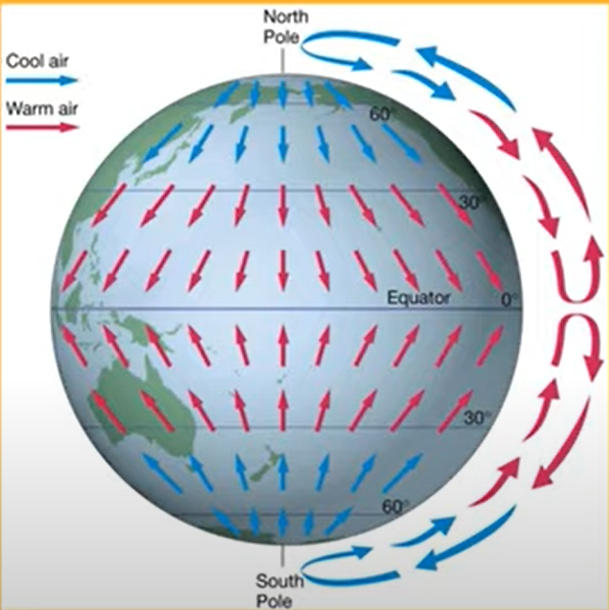 North
Pole
Cool air
Warm air
60°
30°
Equator
0°
30°
60°
South
Pole